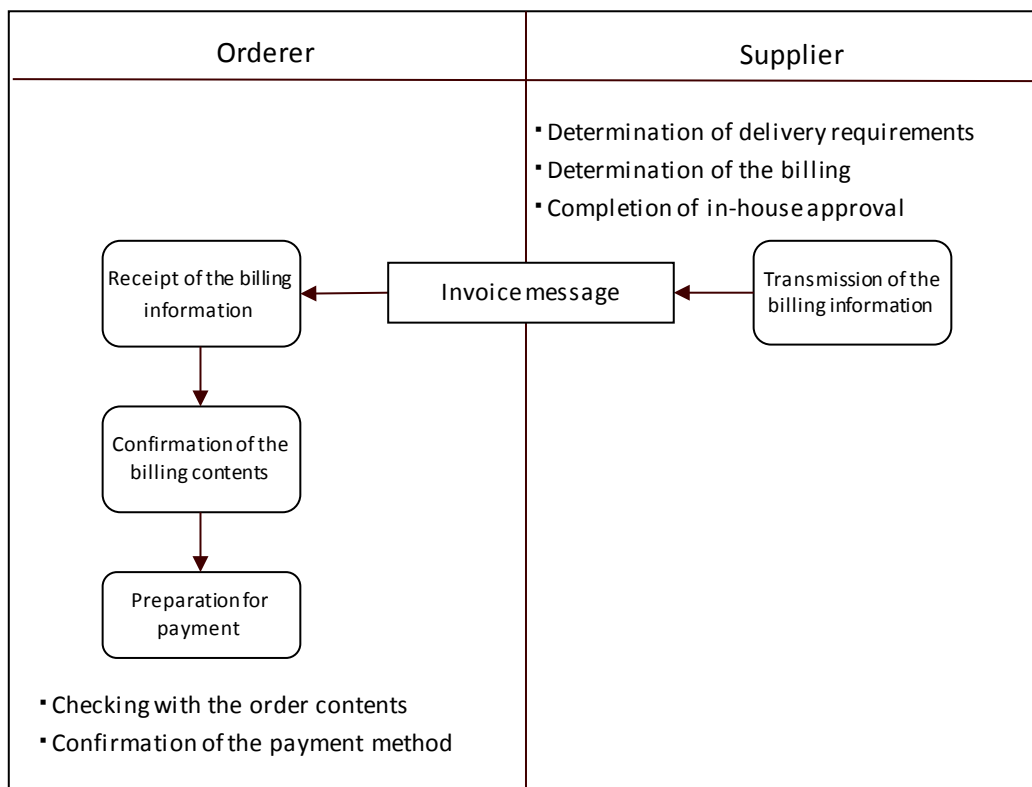 Orderer
Supplier
▪ Determination of delivery requirements
▪ Determination of the billing
▪ Completion of in-house approval
Receipt of the billing
information
Invoice message
Transmission of the
billing information
Confirmation of the
billing contents
Preparation for
payment
▪ Checking with the order contents
▪ Confirmation of the payment method